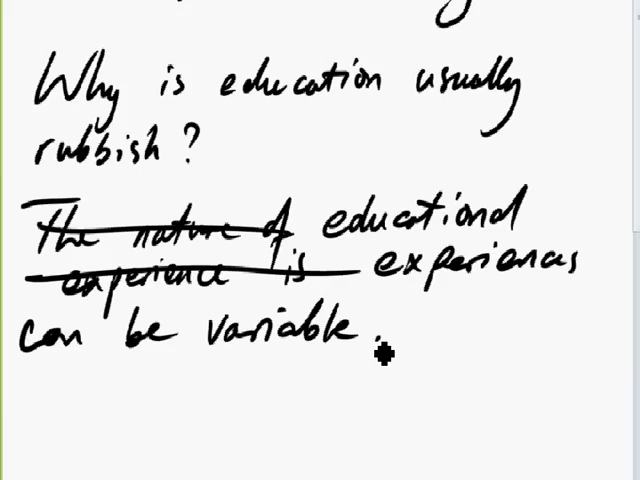 Why is education usually
rubbish?
The nature of educational
experience is experiences
can be variable.